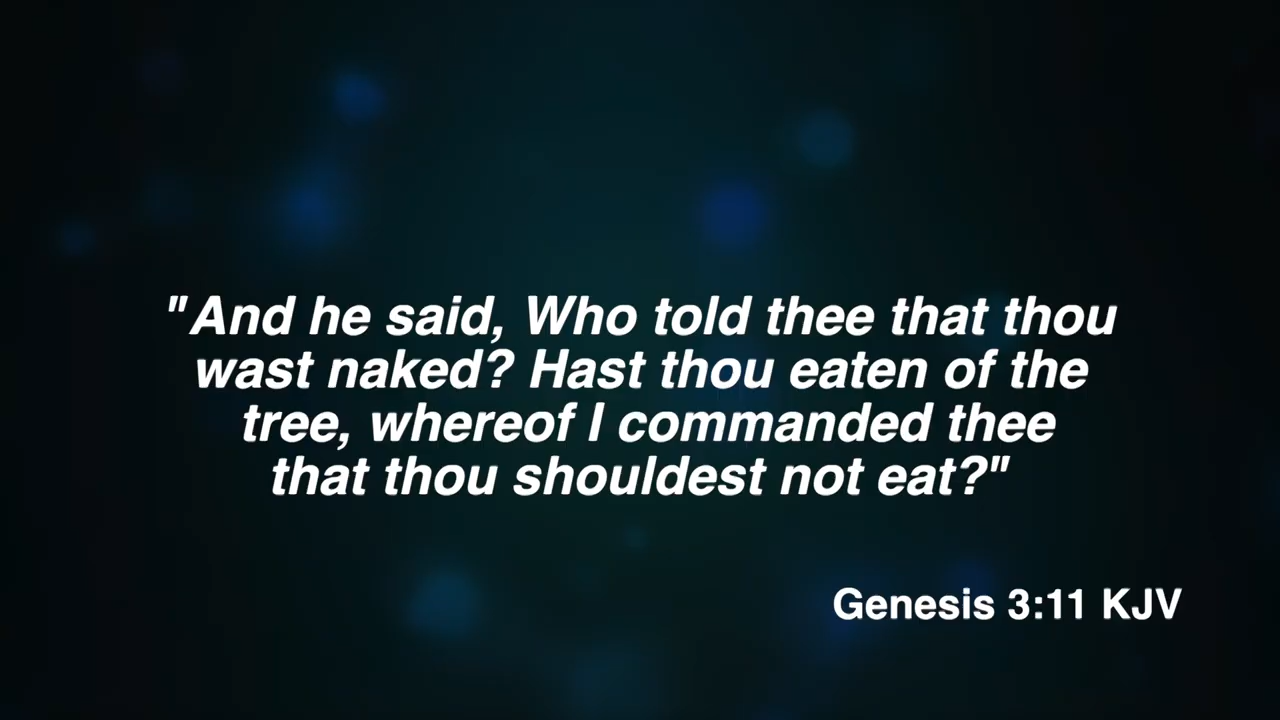 "And he said, Who told thee that thou
wast naked? Hast thou eaten of the
tree, whereof I commanded thee
that thou shouldest not eat?"
Genesis 3:11 KJV